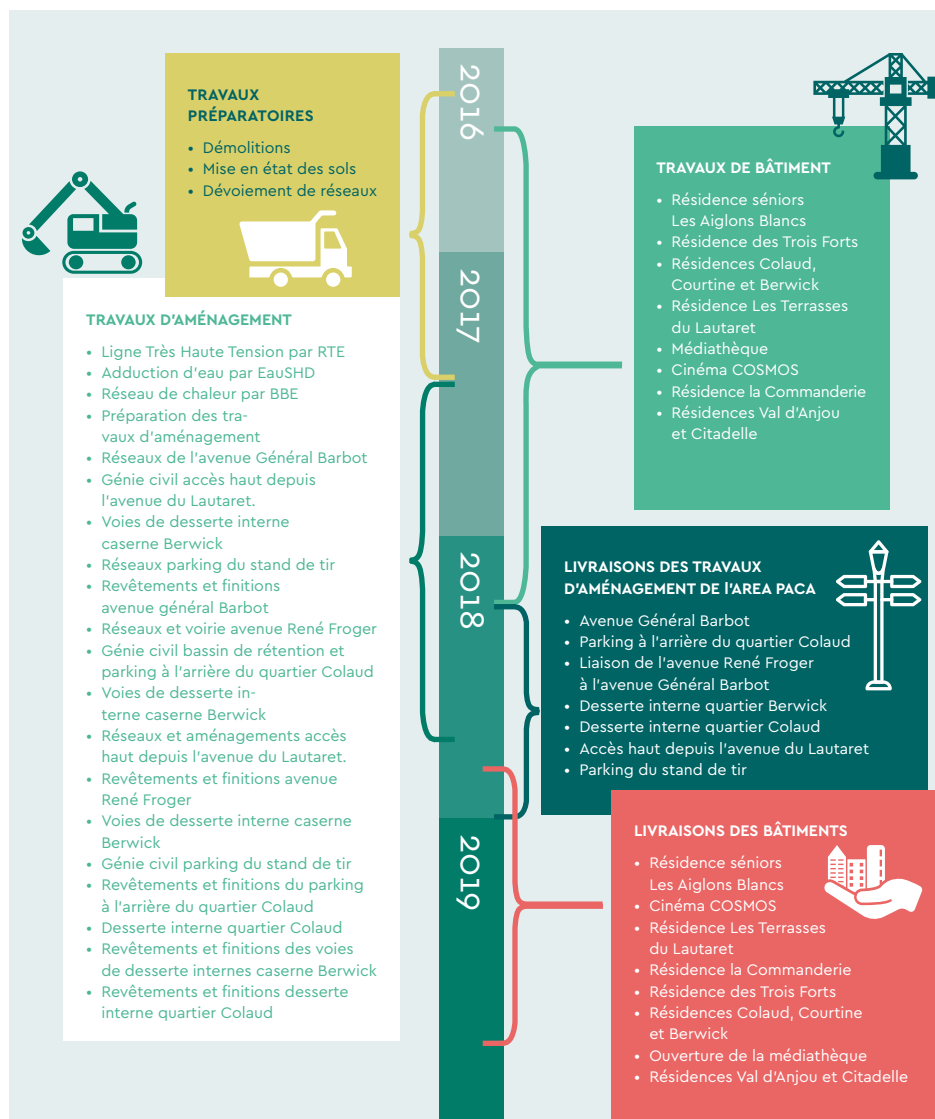 TRAVAUX
PRÉPARATOIRES
• Démolitions
• Mise en état des sols
• Dévoiement de réseaux
TRAVAUX D'AMÉNAGEMENT
• Ligne Très Haute Tension par RTE
• Adduction d'eau par EauSHD
• Réseau de chaleur par BBE
• Préparation des tra-
vaux d'aménagement
• Réseaux de l'avenue Général Barbot
• Génie civil accès haut depuis
l'avenue du Lautaret.
• Voies de desserte interne
caserne Berwick
• Réseaux parking du stand de tir
• Revêtements et finitions
avenue général Barbot
• Réseaux et voirie avenue René Froger
• Génie civil bassin de rétention et
parking à l'arrière du quartier Colaud
• Voies de desserte in-
terne caserne Berwick
• Réseaux et aménagements accès
haut depuis l'avenue du Lautaret.
• Revêtements et finitions avenue
René Froger
• Voies de desserte interne caserne
Berwick
• Génie civil parking du stand de tir
• Revêtements et finitions du parking
à l'arrière du quartier Colaud
• Desserte interne quartier Colaud
• Revêtements et finitions des voies
de desserte internes caserne Berwick
• Revêtements et finitions desserte
interne quartier Colaud
2016
2017
2018
2019
TRAVAUX DE BÂTIMENT
• Résidence séniors
Les Aiglons Blancs
• Résidence des Trois Forts
• Résidences Colaud,
Courtine et Berwick
• Résidence Les Terrasses
du Lautaret
• Médiathèque
• Cinéma COSMOS
• Résidence la Commanderie
• Résidences Val d'Anjou
et Citadelle
LIVRAISONS DES TRAVAUX
D'AMÉNAGEMENT DE l'AREA PACA
• Avenue Général Barbot
• Parking à l'arrière du quartier Colaud
• Liaison de l'avenue René Froger
à l'avenue Général Barbot
• Desserte interne quartier Berwick
• Desserte interne quartier Colaud
• Accès haut depuis l'avenue du Lautaret
• Parking du stand de tir
LIVRAISONS DES BÂTIMENTS
• Résidence séniors
Les Aiglons Blancs
• Cinéma COSMOS
• Résidence Les Terrasses
du Lautaret
• Résidence la Commanderie
• Résidence des Trois Forts
• Résidences Colaud, Courtine
et Berwick
• Ouverture de la médiathèque
• Résidences Val d'Anjou et Citadelle